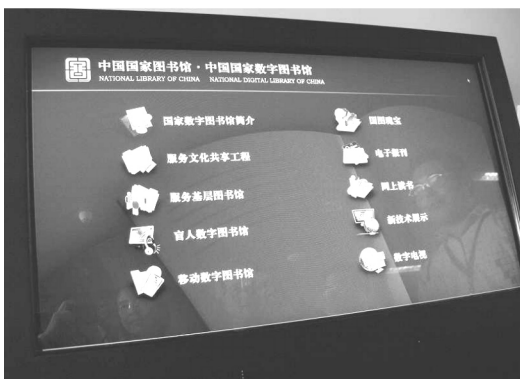 中国国家图书馆·中国国家数字图书馆
NATIONAL LIBRARY OF CHINA NATIONAL DIGITAL LIBRARY OF CHINA
国家数字图书馆简介
服务文化共享工程
服务基层图书馆
盲人数字图书馆
移动数字图书馆
国图瑰宝
电子报刊
网上读书
新技术展示
数字电视